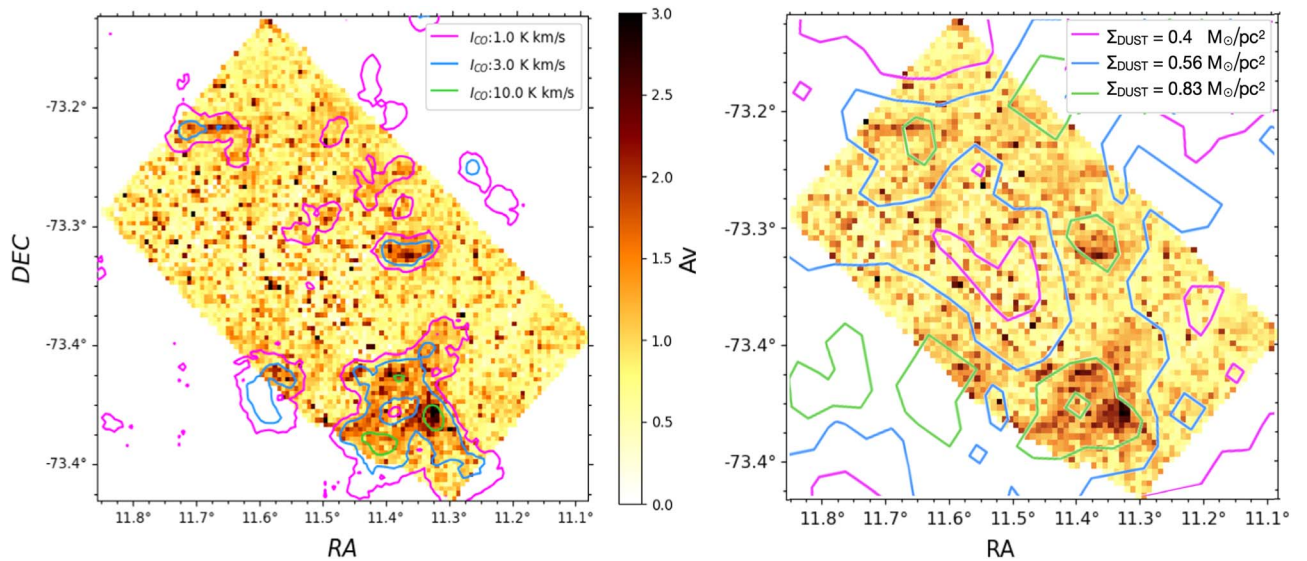 I_CO:1.0 K km/s
I_CO:3.0 K km/s
I_CO:10.0 K km/s
-73.2°
-73.3°
-73.4°
-73.4°
DEC
11.8° 11.7° 11.6° 11.5° 11.4° 11.3° 11.2° 11.1°
RA
3.0
2.5
2.0
1.5
1.0
0.5
0.0
Av
Σ_DUST = 0.4 M⊙/pc²
Σ_DUST = 0.56 M⊙/pc²
Σ_DUST = 0.83 M⊙/pc²
-73.2°
-73.3°
-73.4°
-73.4°
11.8° 11.7° 11.6° 11.5° 11.4° 11.3° 11.2° 11.1°
RA